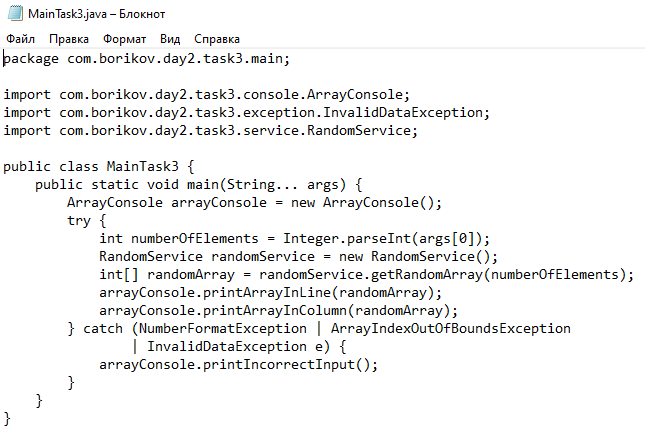 MainTask3.java – Блокнот
Файл Правка Формат Вид Справка
package com.borikov.day2.task3.main;

import com.borikov.day2.task3.console.ArrayConsole;
import com.borikov.day2.task3.exception.InvalidDataException;
import com.borikov.day2.task3.service.RandomService;

public class MainTask3 {
    public static void main(String... args) {
        ArrayConsole arrayConsole = new ArrayConsole();
        try {
            int numberOfElements = Integer.parseInt(args[0]);
            RandomService randomService = new RandomService();
            int[] randomArray = randomService.getRandomArray(numberOfElements);
            arrayConsole.printArrayInLine(randomArray);
            arrayConsole.printArrayInColumn(randomArray);
        } catch (NumberFormatException | ArrayIndexOutOfBoundsException
                | InvalidDataException e) {
            arrayConsole.printIncorrectInput();
        }
    }
}